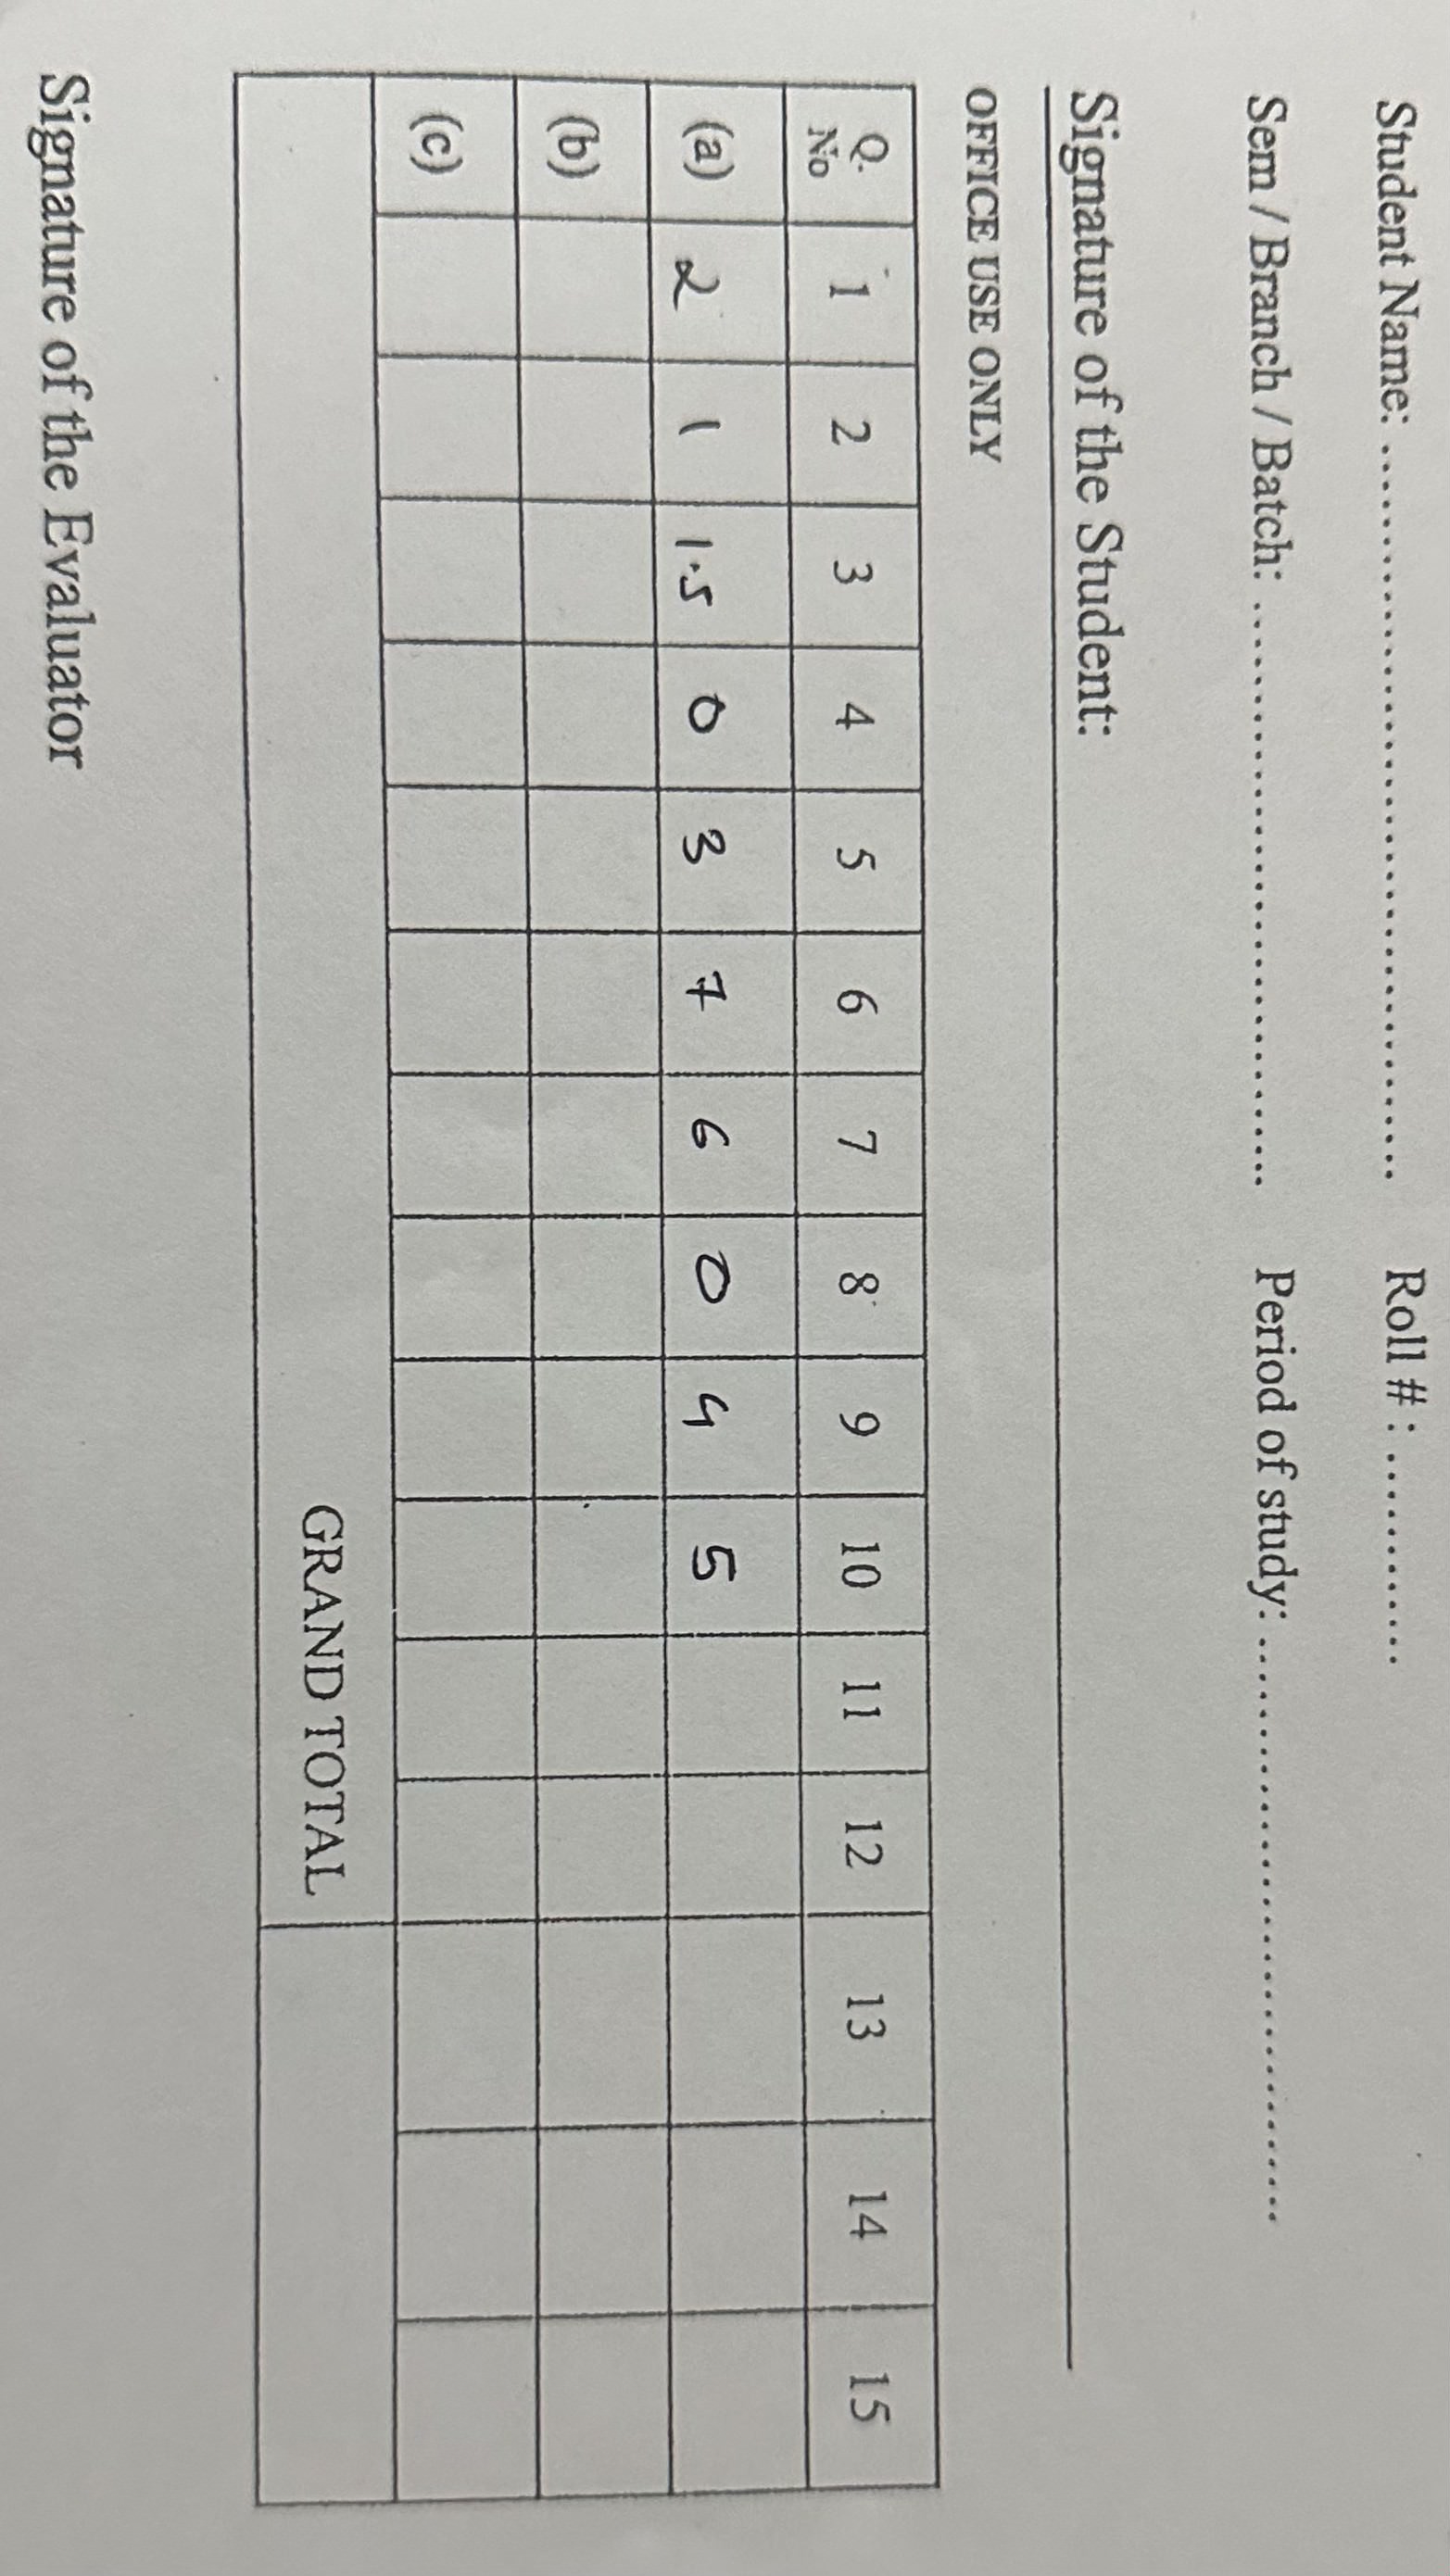 Student Name: ........................................ Roll # : ............
Sem / Branch / Batch: ................................ Period of study: ................................
Signature of the Student:
OFFICE USE ONLY
Q. No 1 2 3 4 5 6 7 8 9 10 11 12 13 14 15
(a) 2 1 1.5 0 3 7 6 0 4 5
(b)
(c)
GRAND TOTAL
Signature of the Evaluator